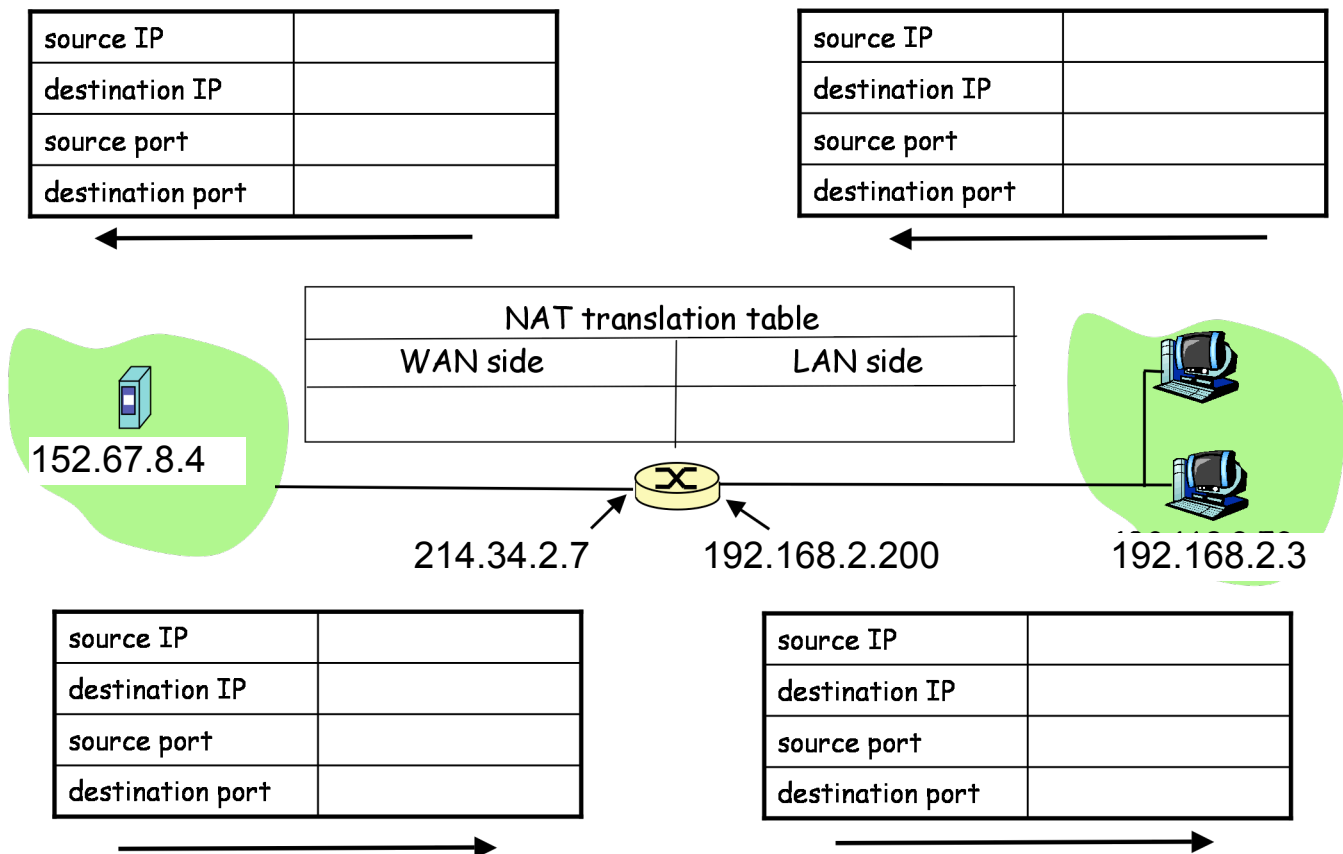 source IP
destination IP
source port
destination port
source IP
destination IP
source port
destination port
NAT translation table
WAN side
LAN side
152.67.8.4
214.34.2.7
192.168.2.200
192.168.2.3
source IP
destination IP
source port
destination port
source IP
destination IP
source port
destination port